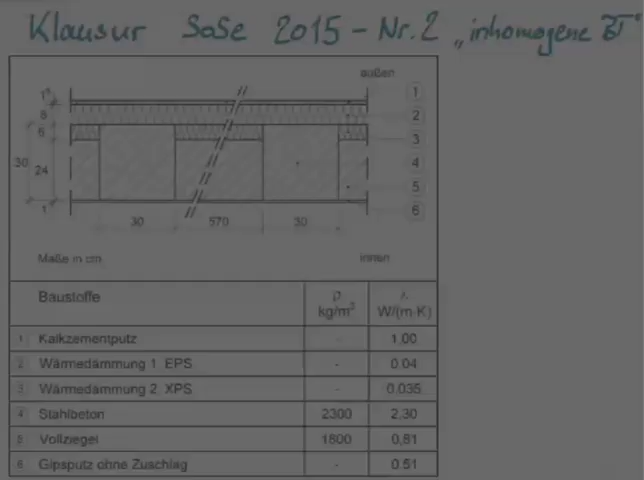 Klausur SoSe 2015 - Nr. 2 „inhomogene BT"
außen
1
2
3
4
5
6
1
8
6
30
24
1
30 570 30
Maße in cm innen
Baustoffe ρ kg/m³ λ W/(m·K)
1 Kalkzementputz - 1,00
2 Wärmedämmung 1 EPS - 0,04
3 Wärmedämmung 2 XPS - 0,035
4 Stahlbeton 2300 2,30
5 Vollziegel 1800 0,81
6 Gipsputz ohne Zuschlag - 0,51